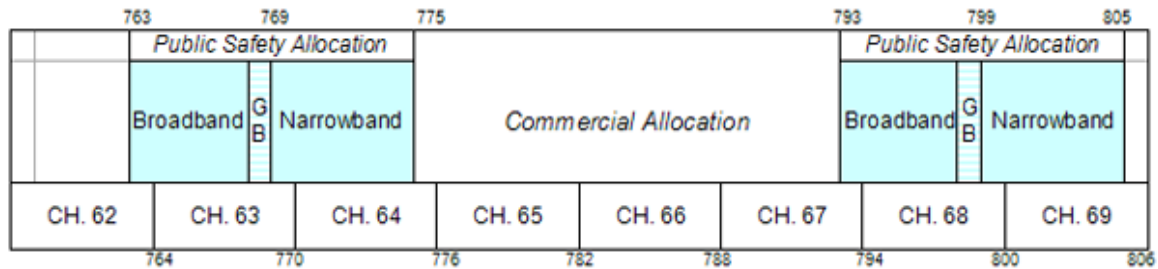 763 769 775 793 799 805
Public Safety Allocation Public Safety Allocation
Broadband G B Narrowband Commercial Allocation Broadband G B Narrowband
CH. 62 CH. 63 CH. 64 CH. 65 CH. 66 CH. 67 CH. 68 CH. 69
764 770 776 782 788 794 800 806